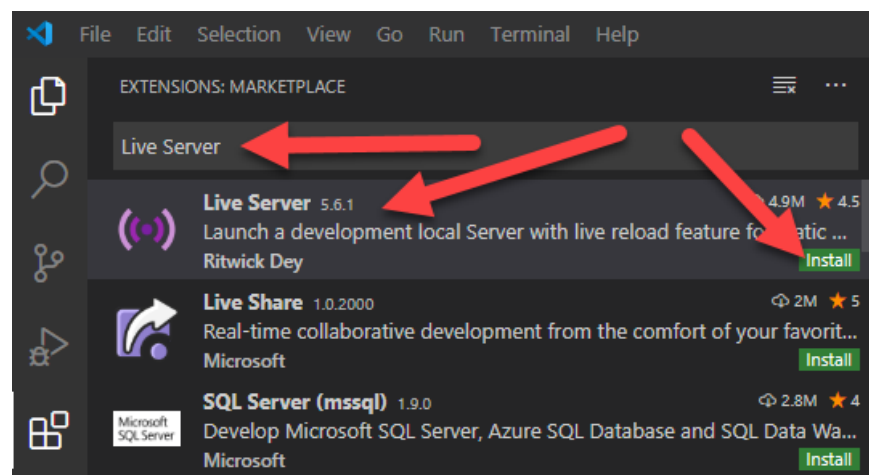 File Edit Selection View Go Run Terminal Help
EXTENSIONS: MARKETPLACE
Live Server
Live Server 5.6.1 4.9M 4.5
Launch a development local Server with live reload feature ...
Ritwick Dey Install
Live Share 1.0.2000 2M 5
Real-time collaborative development from the comfort of your favorit...
Microsoft Install
SQL Server (mssql) 1.9.0 2.8M 4
Microsoft
SQL Server
Develop Microsoft SQL Server, Azure SQL Database and SQL Data Wa...
Microsoft Install